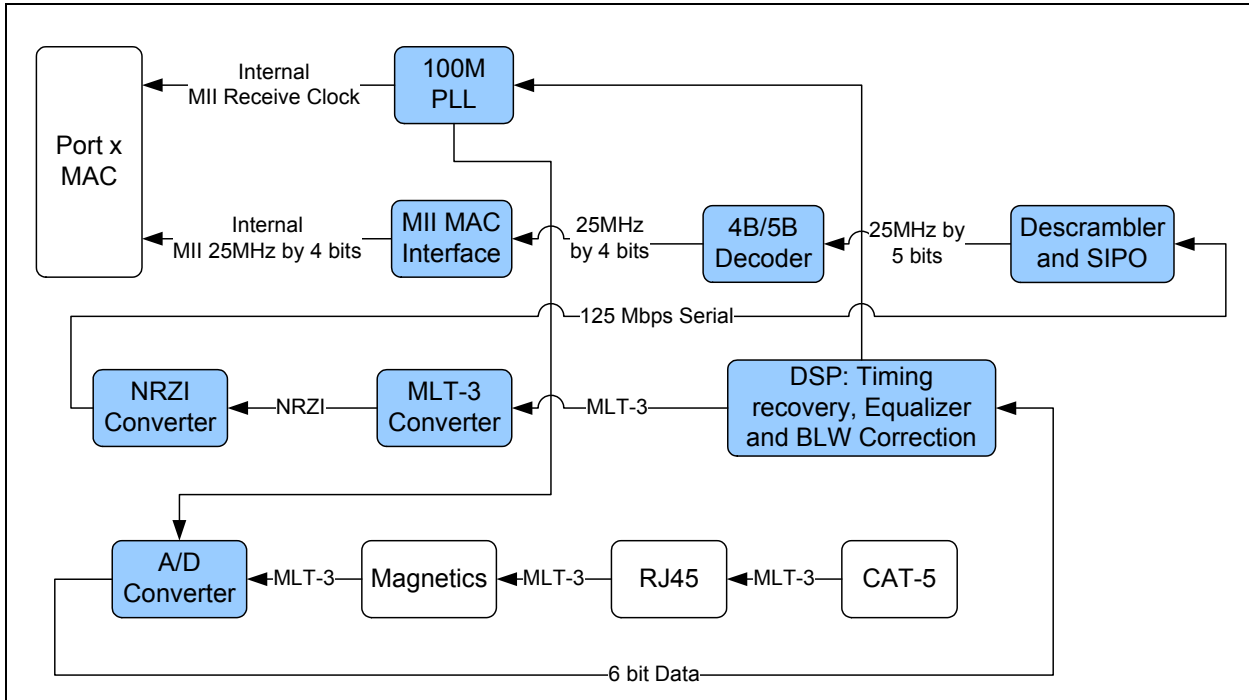 Port x
MAC
Internal
MII Receive Clock
100M
PLL
Internal
MII 25MHz by 4 bits
MII MAC
Interface
25MHz
by 4 bits
4B/5B
Decoder
25MHz by
5 bits
Descrambler
and SIPO
125 Mbps Serial
NRZI
Converter
NRZI
MLT-3
Converter
MLT-3
DSP: Timing
recovery, Equalizer
and BLW Correction
A/D
Converter
MLT-3
Magnetics
MLT-3
RJ45
MLT-3
CAT-5
6 bit Data